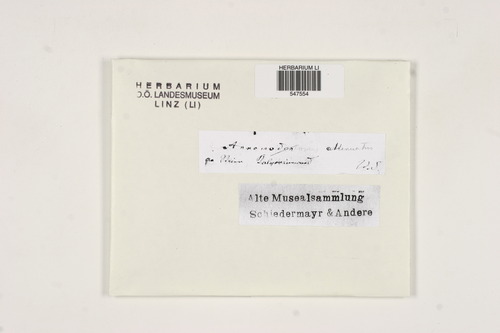 HERBARIUM LI
547554
HERBARIUM
O.Ö. LANDESMUSEUM
LINZ (LI)
Alte Musealsammlung
Schiedermayr & Andere